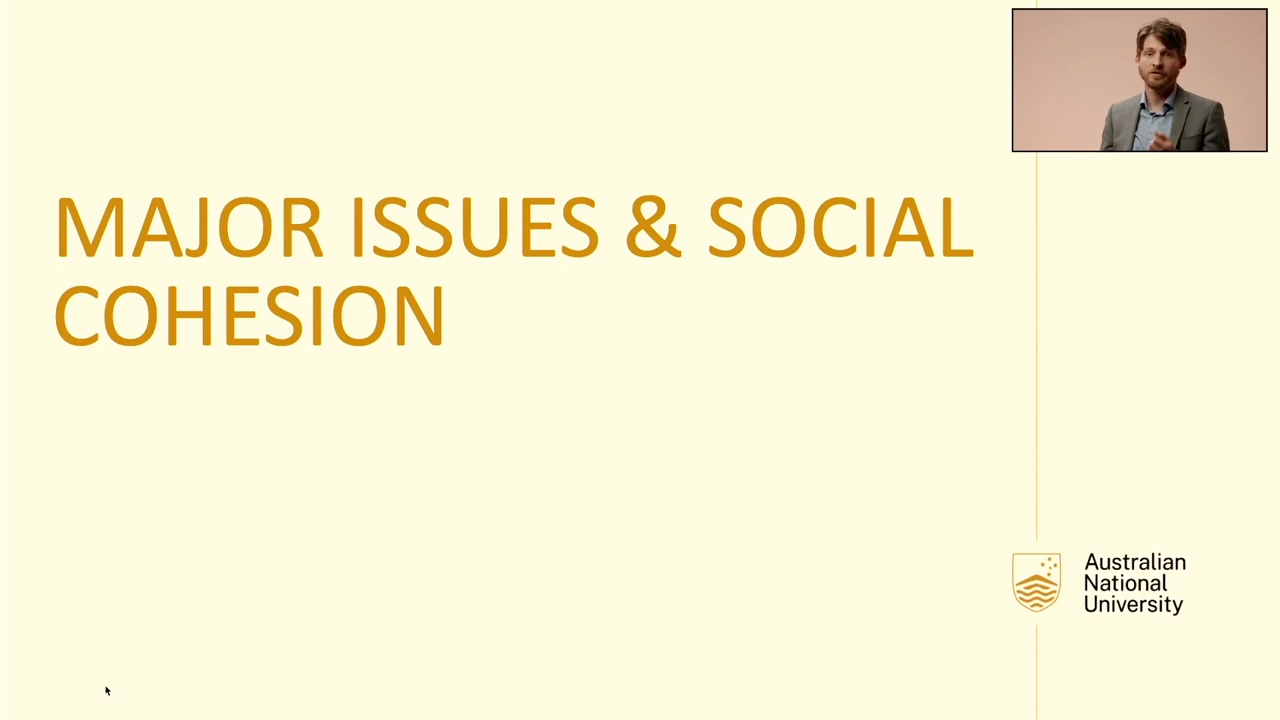 MAJOR ISSUES & SOCIAL
COHESION
Australian
National
University